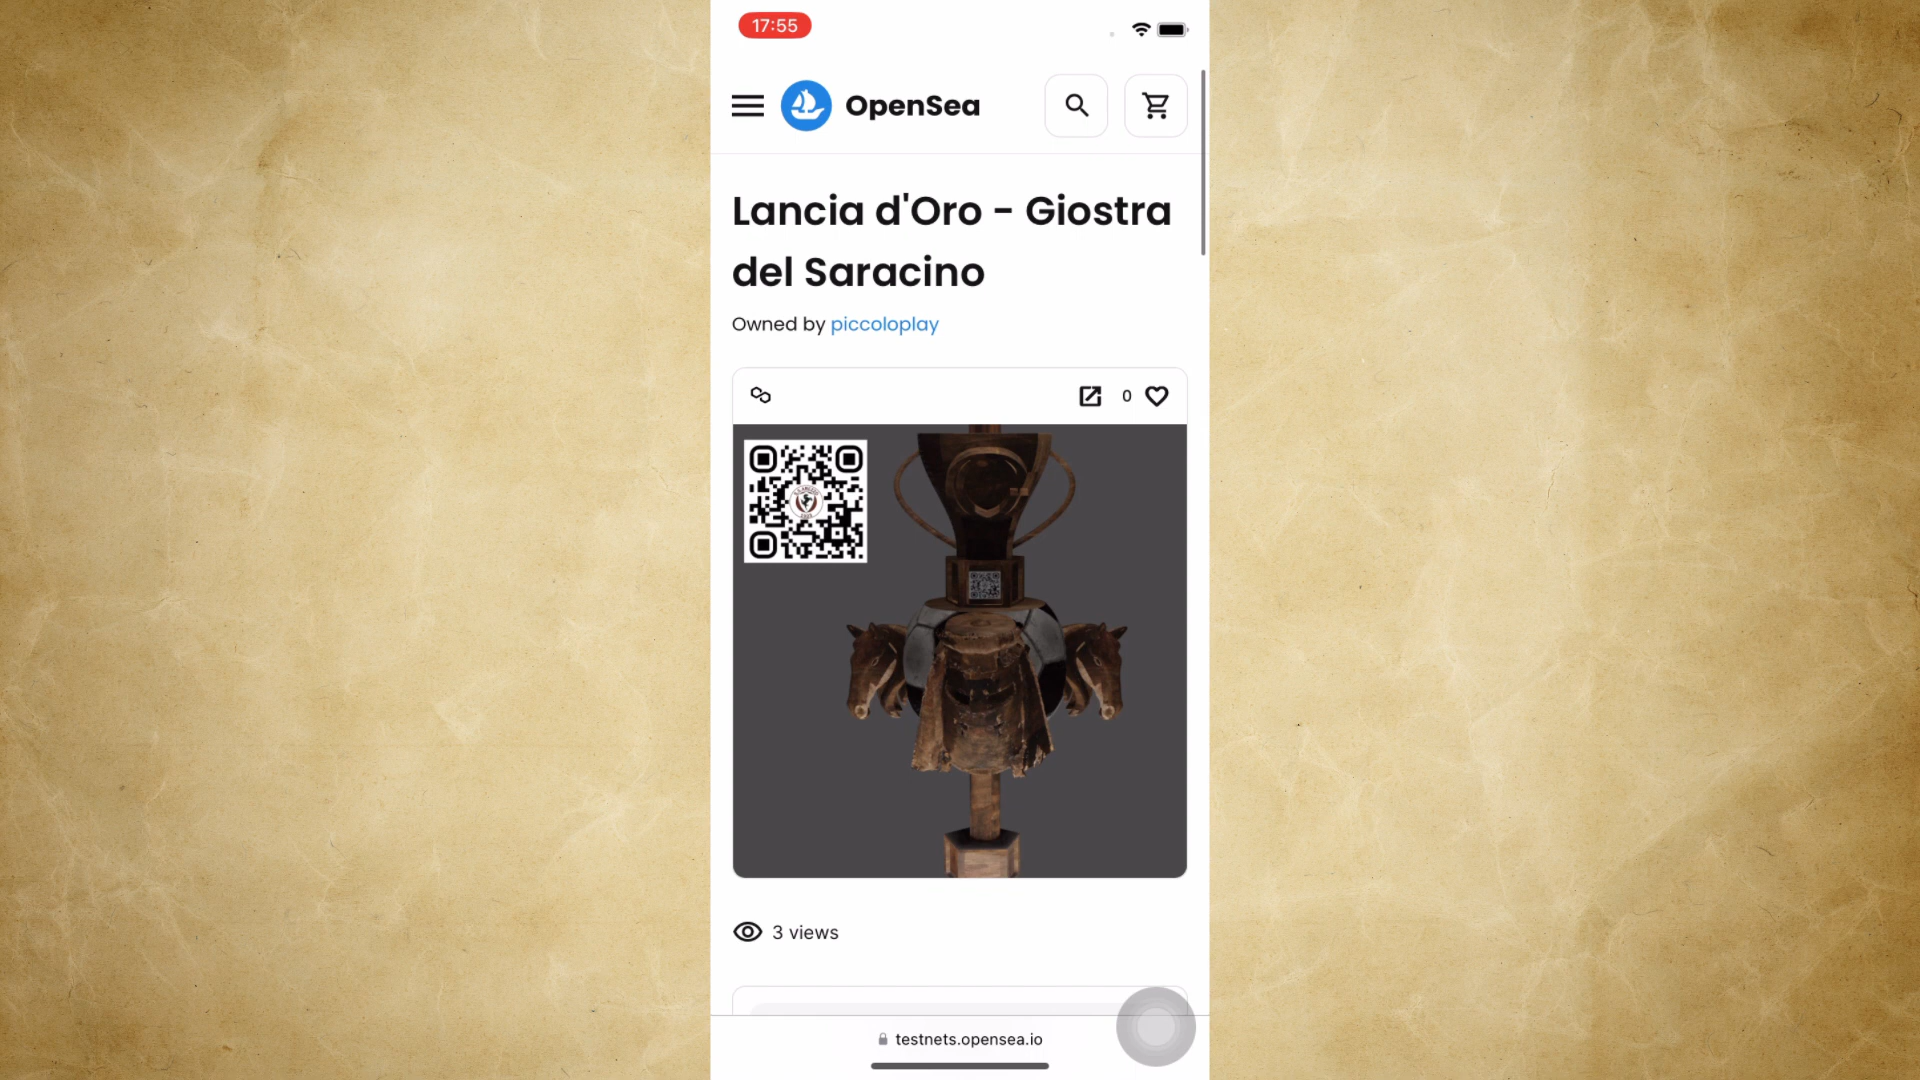 17:55
OpenSea
Lancia d'Oro - Giostra
del Saracino
Owned by piccoloplay
0
3 views
testnets.opensea.io